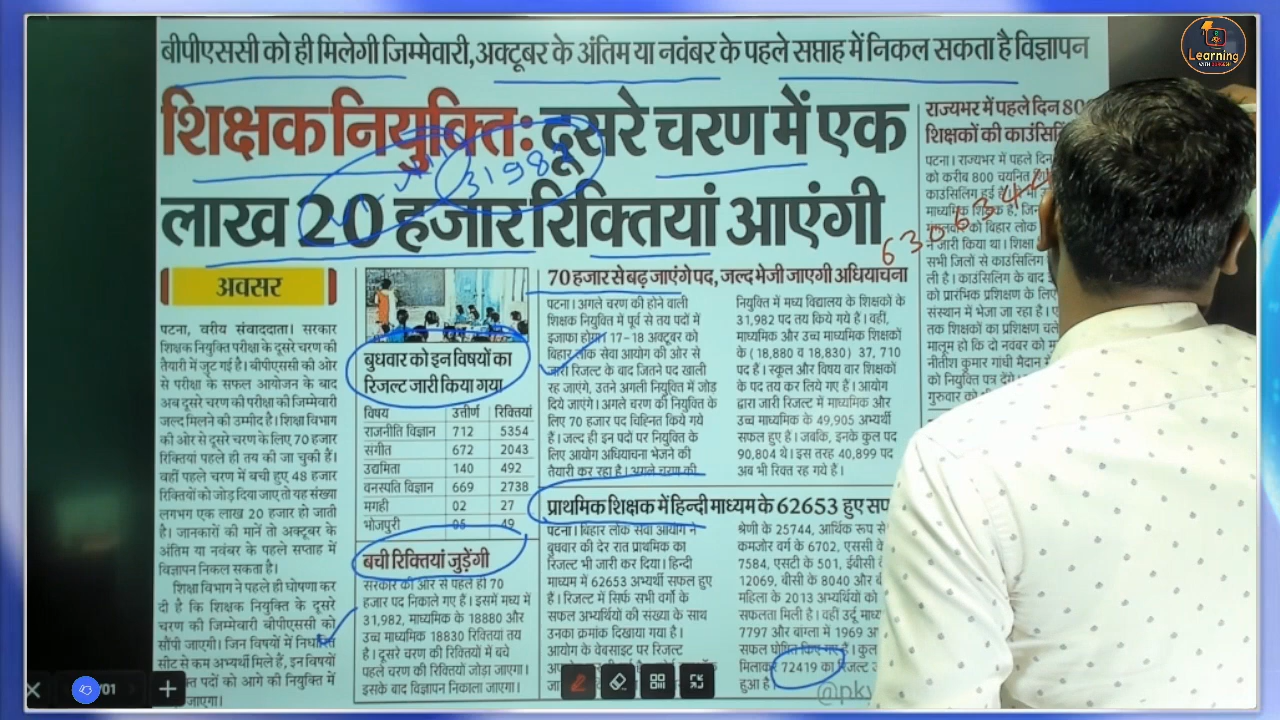 बीपीएससी को ही मिलेगी जिम्मेवारी, अक्टूबर के अंतिम या नवंबर के पहले सप्ताह में निकल सकता है विज्ञापन
शिक्षक नियुक्ति: दूसरे चरण में एक
लाख 20 हजार रिक्तियां आएंगी
अवसर
पटना, वरीय संवाददाता। सरकार
शिक्षक नियुक्ति परीक्षा के दूसरे चरण की
तैयारी में जुट गई है। बीपीएससी की ओर
से परीक्षा के सफल आयोजन के बाद
अब दूसरे चरण की परीक्षा की जिम्मेवारी
जल्द मिलने की उम्मीद है। शिक्षा विभाग
की ओर से दूसरे चरण के लिए 70 हजार
रिक्तियां पहले ही तय की जा चुकी हैं।
वहीं पहले चरण में बची हुए 48 हजार
रिक्तियों को जोड़ दिया जाए तो यह संख्या
लगभग एक लाख 20 हजार हो जाती
है। जानकारों की मानें तो अक्टूबर के
अंतिम या नवंबर के पहले सप्ताह में
विज्ञापन निकल सकता है।
शिक्षा विभाग ने पहले ही घोषणा कर
दी है कि शिक्षक नियुक्ति के दूसरे
चरण की जिम्मेवारी बीपीएससी को
सौंपी जाएगी। जिन विषयों में निर्धारित
सीट से कम अभ्यर्थी मिले हैं, इन विषयों
पदों को आगे की नियुक्ति में
जाएगा।
बुधवार को इन विषयों का
रिजल्ट जारी किया गया
विषय उत्तीर्ण रिक्तियां
राजनीति विज्ञान 712 5354
संगीत 672 2043
उद्यमिता 140 492
वनस्पति विज्ञान 669 2738
मगही 02 27
भोजपुरी 05 49
बची रिक्तियां जुड़ेंगी
सरकार की ओर से पहले ही 70
हजार पद निकाले गए हैं। इसमें मध्य में
31,982, माध्यमिक के 18880 और
उच्च माध्यमिक 18830 रिक्तियां तय
है। दूसरे चरण की रिक्तियों में बचे
पहले चरण की रिक्तियों जोड़ा जाएगा।
इसके बाद विज्ञापन निकाला जाएगा।
70 हजार से बढ़ जाएंगे पद, जल्द भेजी जाएगी अधियाचना
पटना। अगले चरण की होने वाली
शिक्षक नियुक्ति में पूर्व से तय पदों में
इजाफा होगा। 17-18 अक्टूबर को
बिहार लोक सेवा आयोग की ओर से
जारी रिजल्ट के बाद जितने पद खाली
रह जाएंगे, उतने अगली नियुक्ति में जोड़
दिये जाएंगे। अगले चरण की नियुक्ति के
लिए 70 हजार पद चिह्नित किये गये
हैं। जल्द ही इन पदों पर नियुक्ति के
लिए आयोग अधियाचना भेजने की
तैयारी कर रहा है। अगले चरण की
नियुक्ति में मध्य विद्यालय के शिक्षकों के
31,982 पद तय किये गये हैं। वहीं,
माध्यमिक और उच्च माध्यमिक शिक्षकों
के (18,880 व 18,830) 37, 710
पद है। स्कूल और विषय वार शिक्षकों
के पद तय कर लिये गए हैं। आयोग
द्वारा जारी रिजल्ट में माध्यमिक और
उच्च माध्यमिक के 49,905 अभ्यर्थी
सफल हुए हैं। जबकि, इनके कुल पद
90,804 थे। इस तरह 40,899 पद
अब भी रिक्त रह गये हैं।
प्राथमिक शिक्षक में हिन्दी माध्यम के 62653 हुए
पटना। बिहार लोक सेवा आयोग ने
बुधवार की देर रात प्राथमिक का
रिजल्ट भी जारी कर दिया। हिन्दी
माध्यम में 62653 अभ्यर्थी सफल हुए
हैं। रिजल्ट में सिर्फ सभी वर्गों के
सफल अभ्यर्थियों की संख्या के साथ
उनका क्रमांक दिखाया गया है।
आयोग के वेबसाइट पर रिजल्ट
श्रेणी के 25744, आर्थिक रूप से
कमजोर वर्ग के 6702, एससी के
7584, एसटी के 501, ईबीसी
12069, बीसी के 8040 और
महिला के 2013 अभ्यर्थियों को
सफलता मिली है। वहीं उर्दू
7797 और बांग्ला में 1969
सफल घोषित किए गए हैं। कुल
मिलाकर 72419 का रिजल्ट
हुआ है।
राज्यभर में पहले दिन 80
शिक्षकों की
पटना। राज्यभर में पहले दिन
को करीब 800 चयनित
काउंसिलिंग हुई
माध्यमिक शिक्षक हैं,
को बिहार लोक
ने जारी किया था। शिक्षा
सभी जिलों से काउंसिलिंग
ली है। काउंसिलिंग के बाद
को प्रारंभिक प्रशिक्षण के लिए
संस्थान में भेजा जा रहा है।
तक शिक्षकों का प्रशिक्षण
मालूम हो कि दो नवंबर को
नीतीश कुमार गांधी मैदान
को नियुक्ति पत्र देंगे
गुरुवार को
3198
630634
Learning
/01
@pky